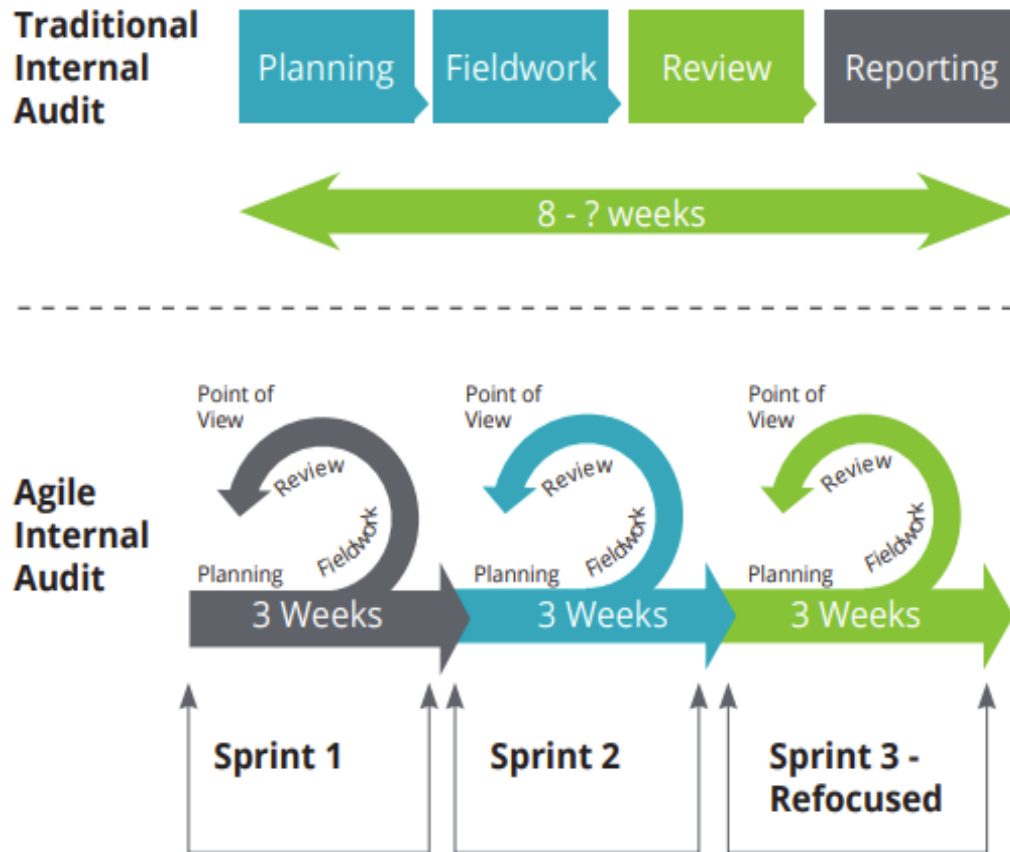 Traditional
Internal
Audit
Planning
Fieldwork
Review
Reporting
8 - ? weeks
Agile
Internal
Audit
Point of
View
Review
Fieldwork
Planning
3 Weeks
Point of
View
Review
Fieldwork
Planning
3 Weeks
Point of
View
Review
Fieldwork
Planning
3 Weeks
Sprint 1
Sprint 2
Sprint 3 -
Refocused